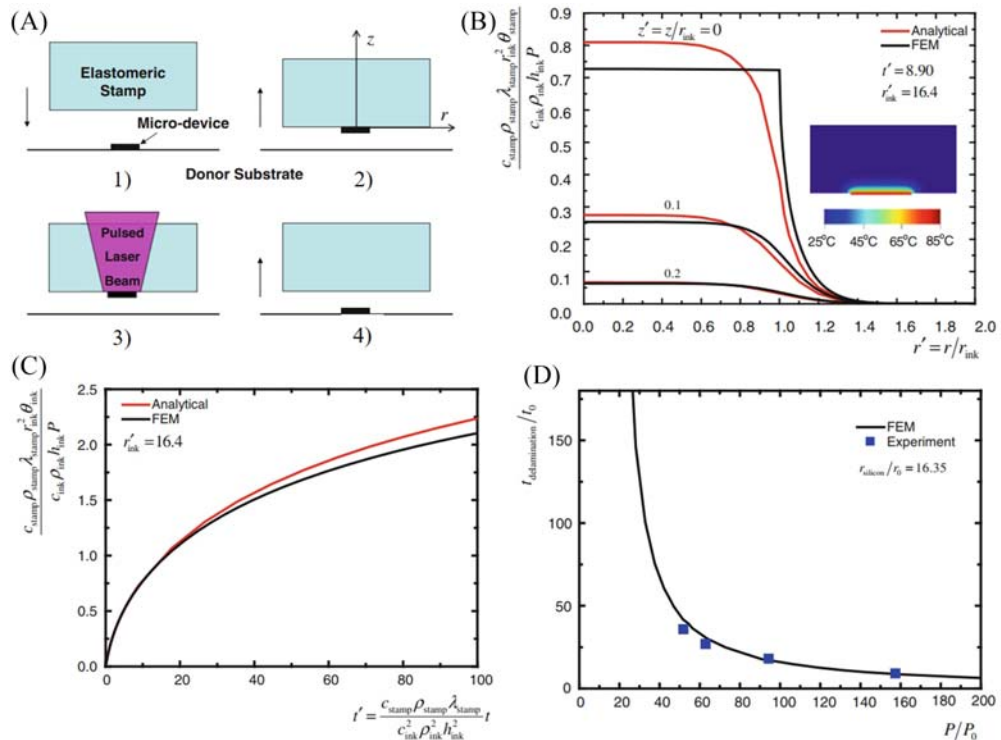 (A)
Elastomeric
Stamp
Micro-device
1)
z
r
2)
Donor Substrate
Pulsed
Laser
Beam
3)
4)
(B)
c_stamp ρ_stamp λ_stamp r²_ink θ_stamp
c_ink ρ_ink h_ink P
0.9
0.8
0.7
0.6
0.5
0.4
0.3
0.2
0.1
0.0
z' = z/r_ink = 0
Analytical
FEM
t' = 8.90
r'_ink = 16.4
0.1
0.2
25°C 45°C 65°C 85°C
0.0 0.2 0.4 0.6 0.8 1.0 1.2 1.4 1.6 1.8 2.0
r' = r/r_ink
(C)
c_stamp ρ_stamp λ_stamp r²_ink θ_ink
c_ink ρ_ink h_ink P
2.5
2.0
1.5
1.0
0.5
0.0
Analytical
FEM
r'_ink = 16.4
0 20 40 60 80 100
t' = c_stamp ρ_stamp λ_stamp / c²_ink ρ²_ink h²_ink t
(D)
t_delamination/t_0
150
100
50
0
FEM
Experiment
r_silicon/r_0 = 16.35
0 20 40 60 80 100 120 140 160 180 200
P/P_0